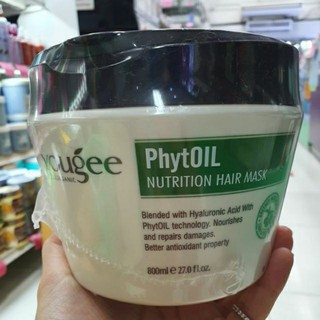 yougee
PhytOIL
NUTRITION HAIR MASK
Blended with Hyaluronic Acid With
PhytOIL technology. Nourishes
and repairs damages.
Better antioxidant property
800ml e 27.0 fl.oz.